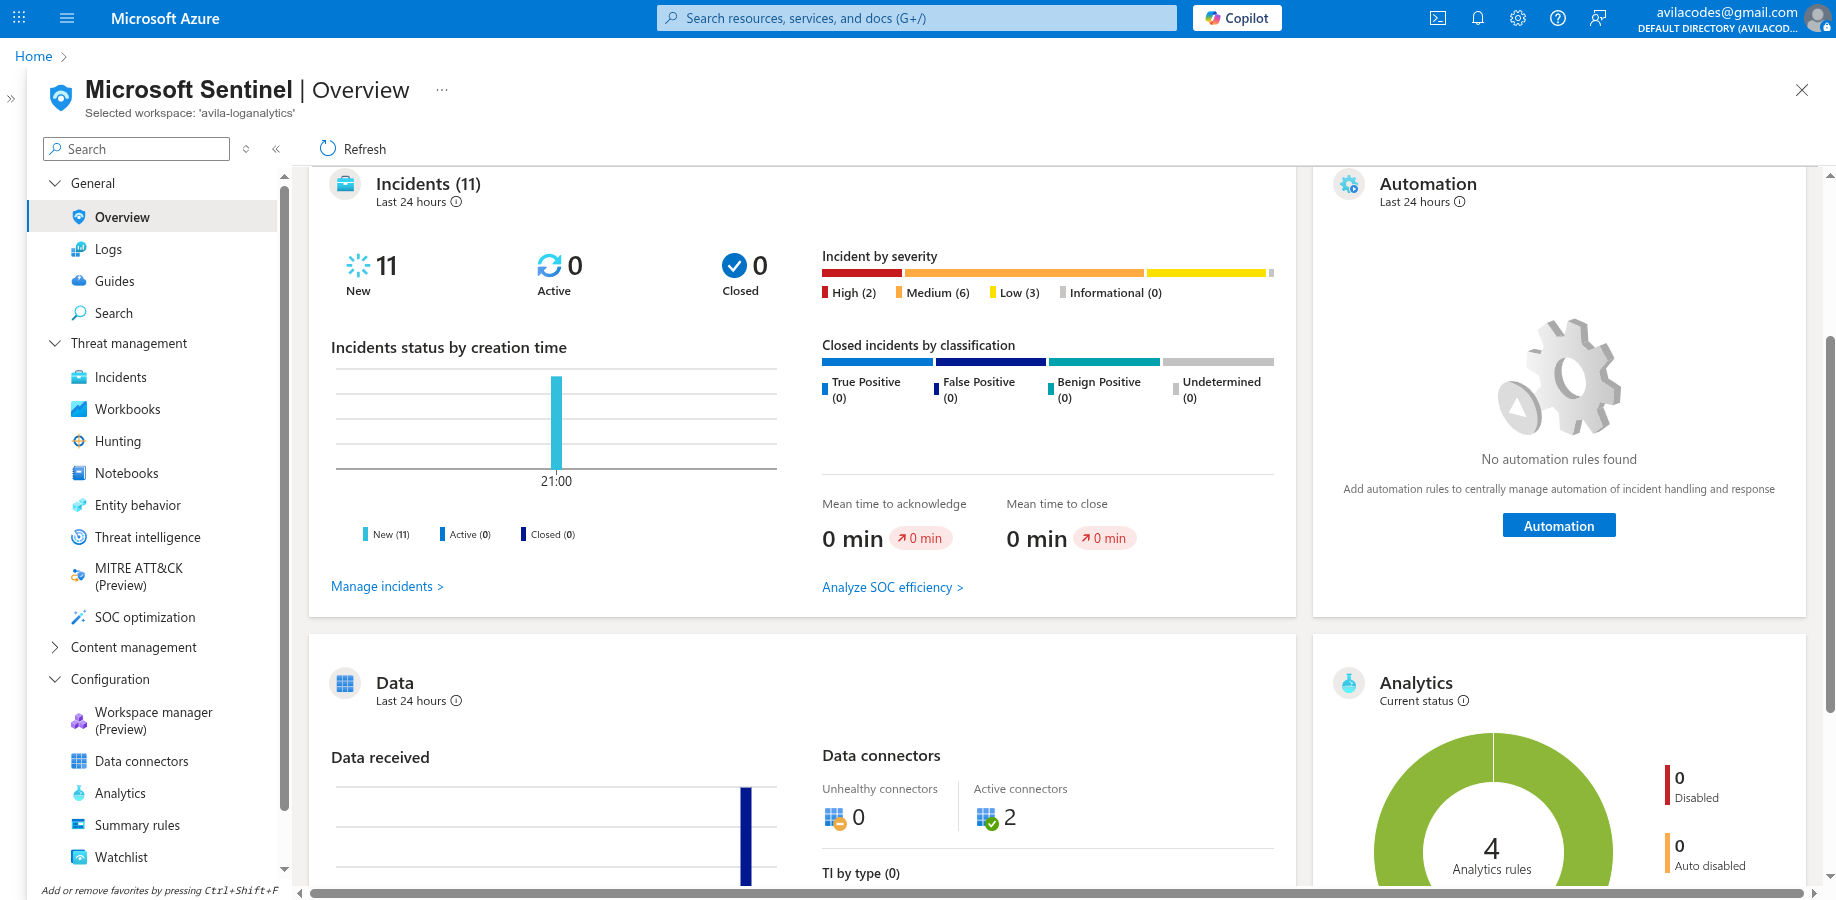 Microsoft Azure
Search resources, services, and docs (G+/)
Copilot
avilacodes@gmail.com
DEFAULT DIRECTORY (AVILACOD...
Home
Microsoft Sentinel | Overview
...
Selected workspace: 'avila-loganalytics'
Search
General
Overview
Logs
Guides
Search
Threat management
Incidents
Workbooks
Hunting
Notebooks
Entity behavior
Threat intelligence
MITRE ATT&CK
(Preview)
SOC optimization
Content management
Configuration
Workspace manager
(Preview)
Data connectors
Analytics
Summary rules
Watchlist
Add or remove favorites by pressing Ctrl+Shift+F
Refresh
Incidents (11)
Last 24 hours
11
New
0
Active
0
Closed
Incidents status by creation time
21:00
New (11)
Active (0)
Closed (0)
Manage incidents >
Incident by severity
High (2)
Medium (6)
Low (3)
Informational (0)
Closed incidents by classification
True Positive
(0)
False Positive
(0)
Benign Positive
(0)
Undetermined
(0)
Mean time to acknowledge
0 min
0 min
Mean time to close
0 min
0 min
Analyze SOC efficiency >
Automation
Last 24 hours
No automation rules found
Add automation rules to centrally manage automation of incident handling and response
Automation
Data
Last 24 hours
Data received
Data connectors
Unhealthy connectors
0
Active connectors
2
TI by type (0)
Analytics
Current status
4
Analytics rules
0
Disabled
0
Auto disabled